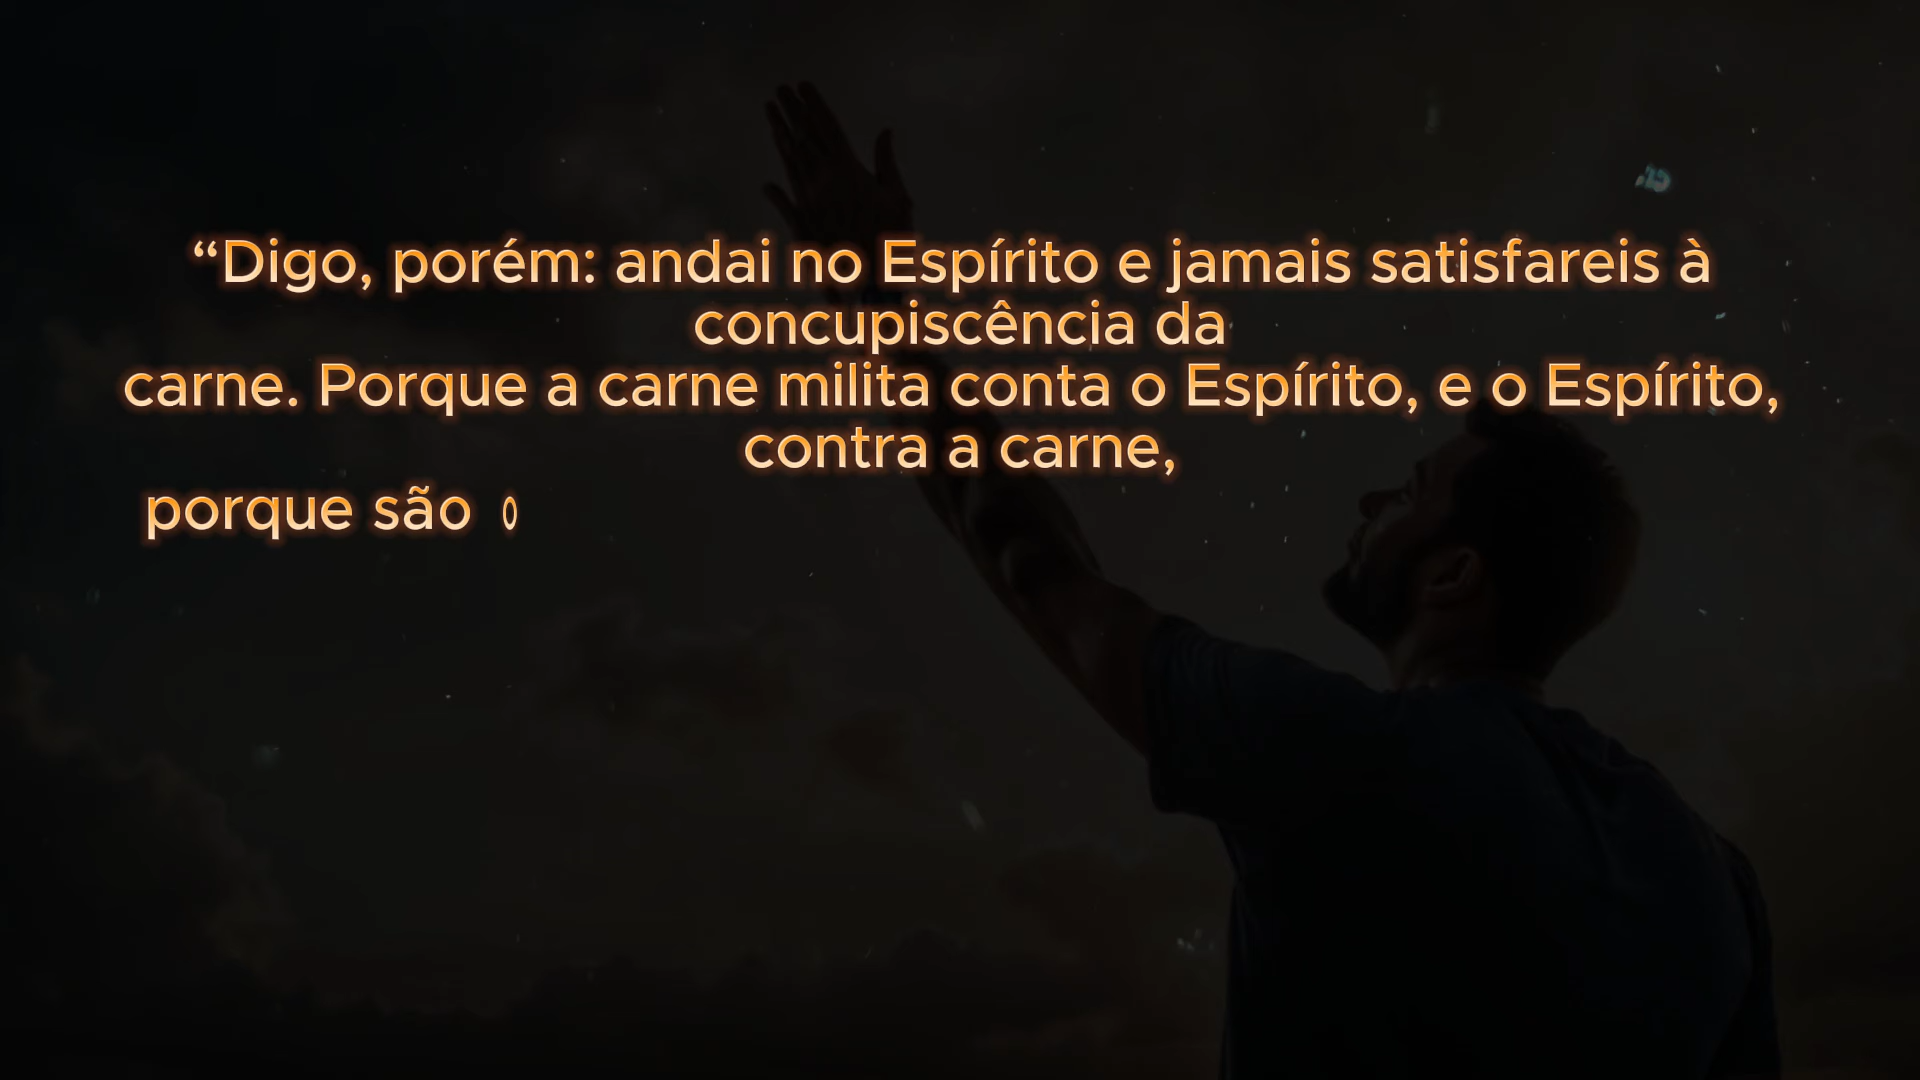 “Digo, porém: andai no Espírito e jamais satisfareis à
concupiscência da
carne. Porque a carne milita conta o Espírito, e o Espírito,
contra a carne,
porque são o